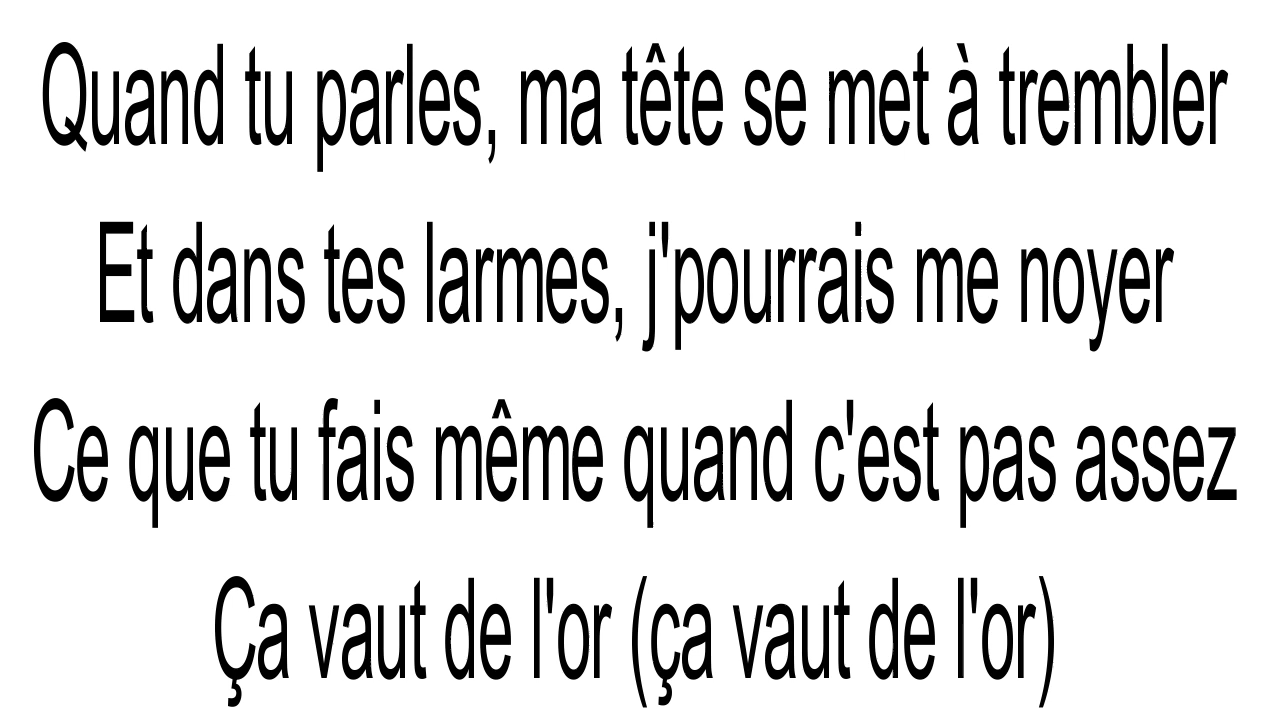 Quand tu parles, ma tête se met à trembler
Et dans tes larmes, j'pourrais me noyer
Ce que tu fais même quand c'est pas assez
Ça vaut de l'or (ça vaut de l'or)